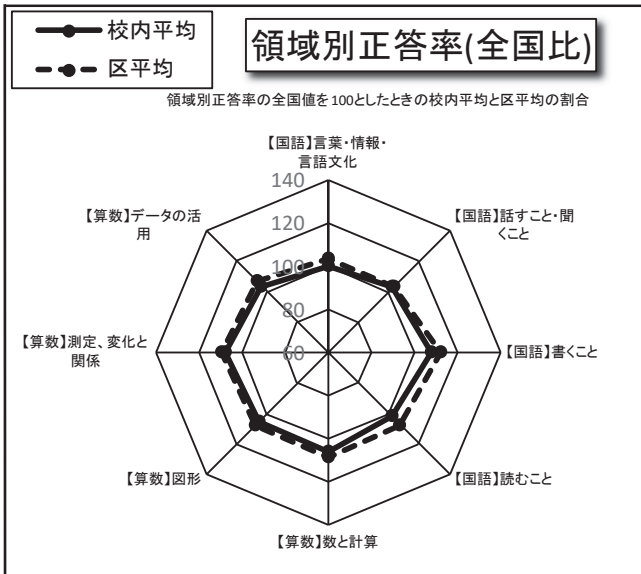 校内平均
区平均
領域別正答率(全国比)
領域別正答率の全国値を100としたときの校内平均と区平均の割合
【国語】言葉・情報・
言語文化
【国語】話すこと・聞
くこと
【国語】書くこと
【国語】読むこと
【算数】数と計算
【算数】図形
【算数】測定、変化と
関係
【算数】データの活
用
140
120
100
80
60